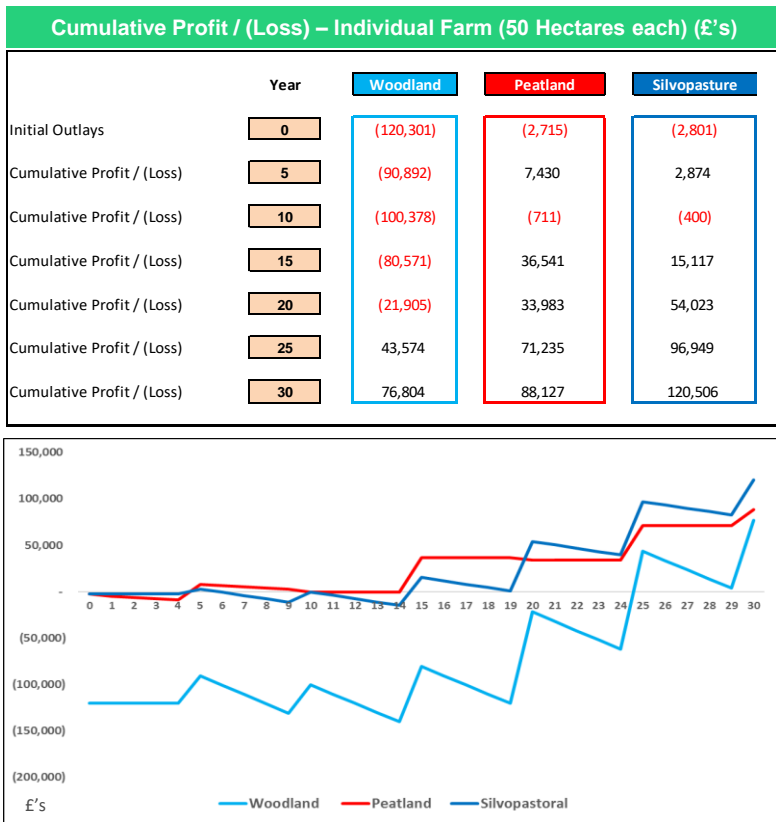 Cumulative Profit / (Loss) – Individual Farm (50 Hectares each) (£'s)
Year Woodland Peatland Silvopasture
Initial Outlays 0 (120,301) (2,715) (2,801)
Cumulative Profit / (Loss) 5 (90,892) 7,430 2,874
Cumulative Profit / (Loss) 10 (100,378) (711) (400)
Cumulative Profit / (Loss) 15 (80,571) 36,541 15,117
Cumulative Profit / (Loss) 20 (21,905) 33,983 54,023
Cumulative Profit / (Loss) 25 43,574 71,235 96,949
Cumulative Profit / (Loss) 30 76,804 88,127 120,506
150,000
100,000
50,000
-
0 1 2 3 4 5 6 7 8 9 10 11 12 13 14 15 16 17 18 19 20 21 22 23 24 25 26 27 28 29 30
(50,000)
(100,000)
(150,000)
(200,000)
£'s Woodland Peatland Silvopastoral